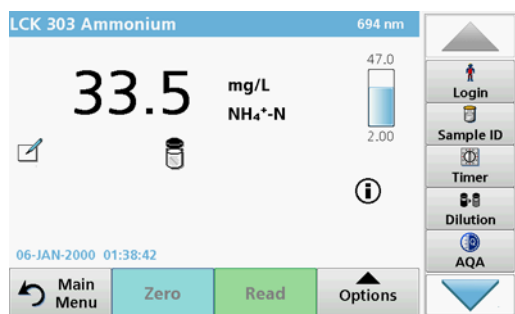 LCK 303 Ammonium 694 nm
47.0
33.5 mg/L
NH₄⁺-N
2.00
06-JAN-2000 01:38:42
Main Menu
Zero
Read
Options
Login
Sample ID
Timer
Dilution
AQA